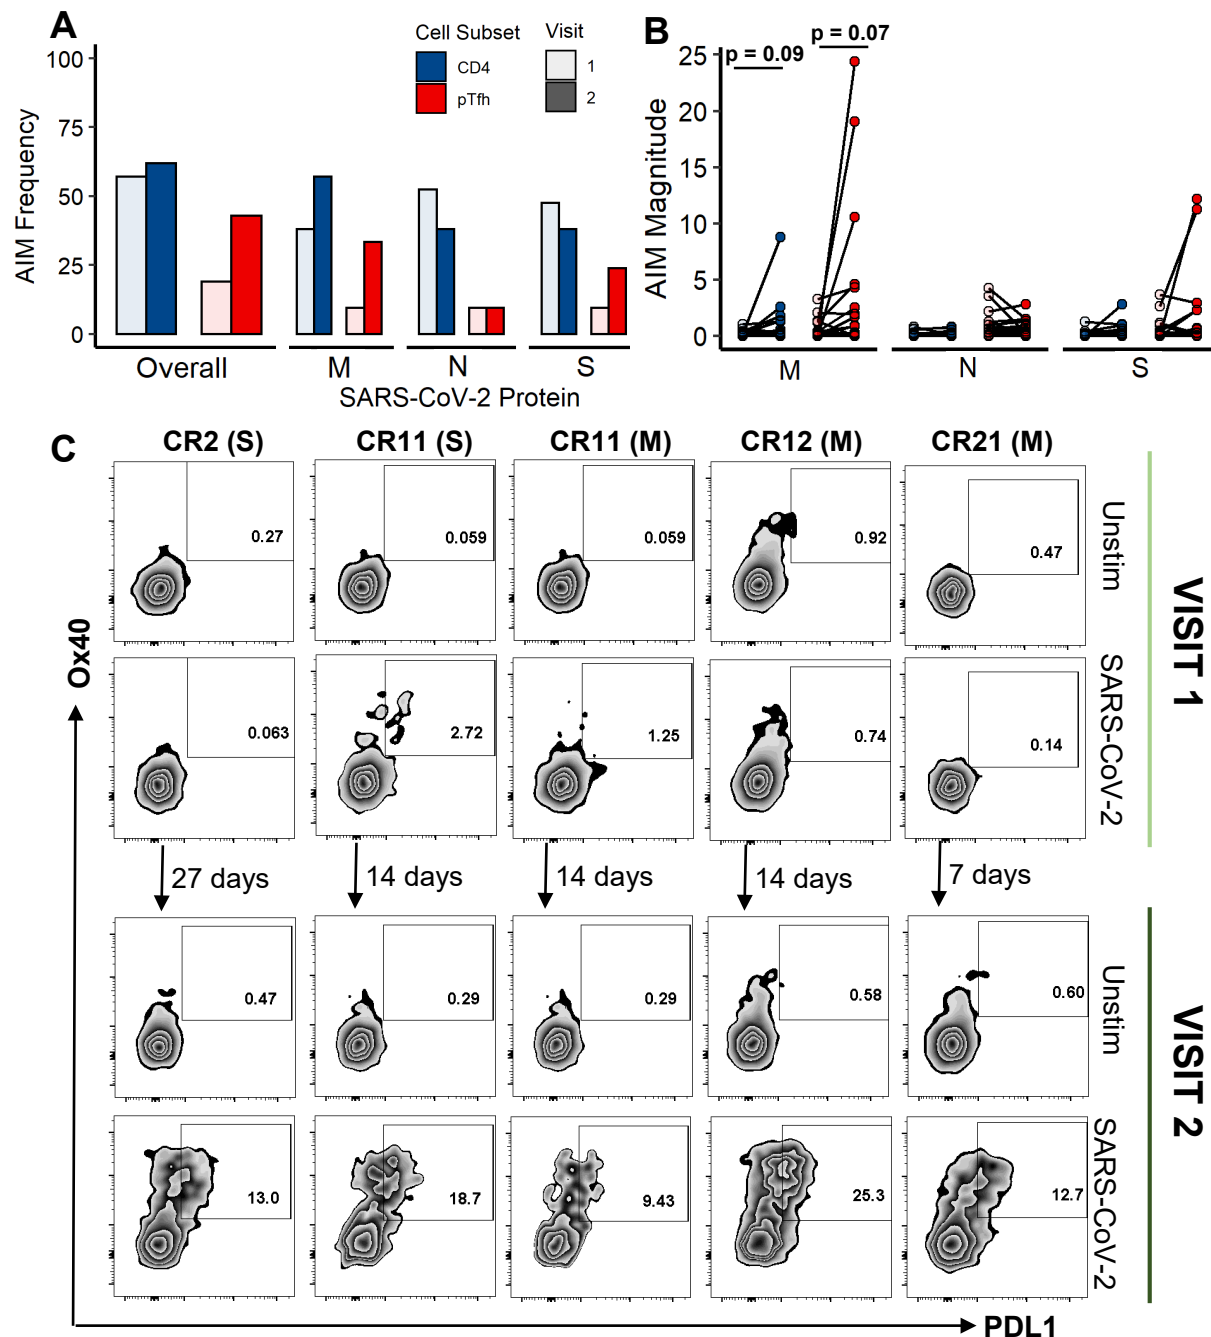 A
Cell Subset
CD4
pTfh
Visit
1
2
100
75
50
25
0
AIM Frequency
Overall
M
N
S
SARS-CoV-2 Protein
B
p = 0.09
p = 0.07
25
20
15
10
5
0
AIM Magnitude
M
N
S
C
CR2 (S)
CR11 (S)
CR11 (M)
CR12 (M)
CR21 (M)
0.27
0.059
0.059
0.92
0.47
Unstim
0.063
2.72
1.25
0.74
0.14
SARS-CoV-2
VISIT 1
27 days
14 days
14 days
14 days
7 days
0.47
0.29
0.29
0.58
0.60
Unstim
13.0
18.7
9.43
25.3
12.7
SARS-CoV-2
VISIT 2
Ox40
PDL1